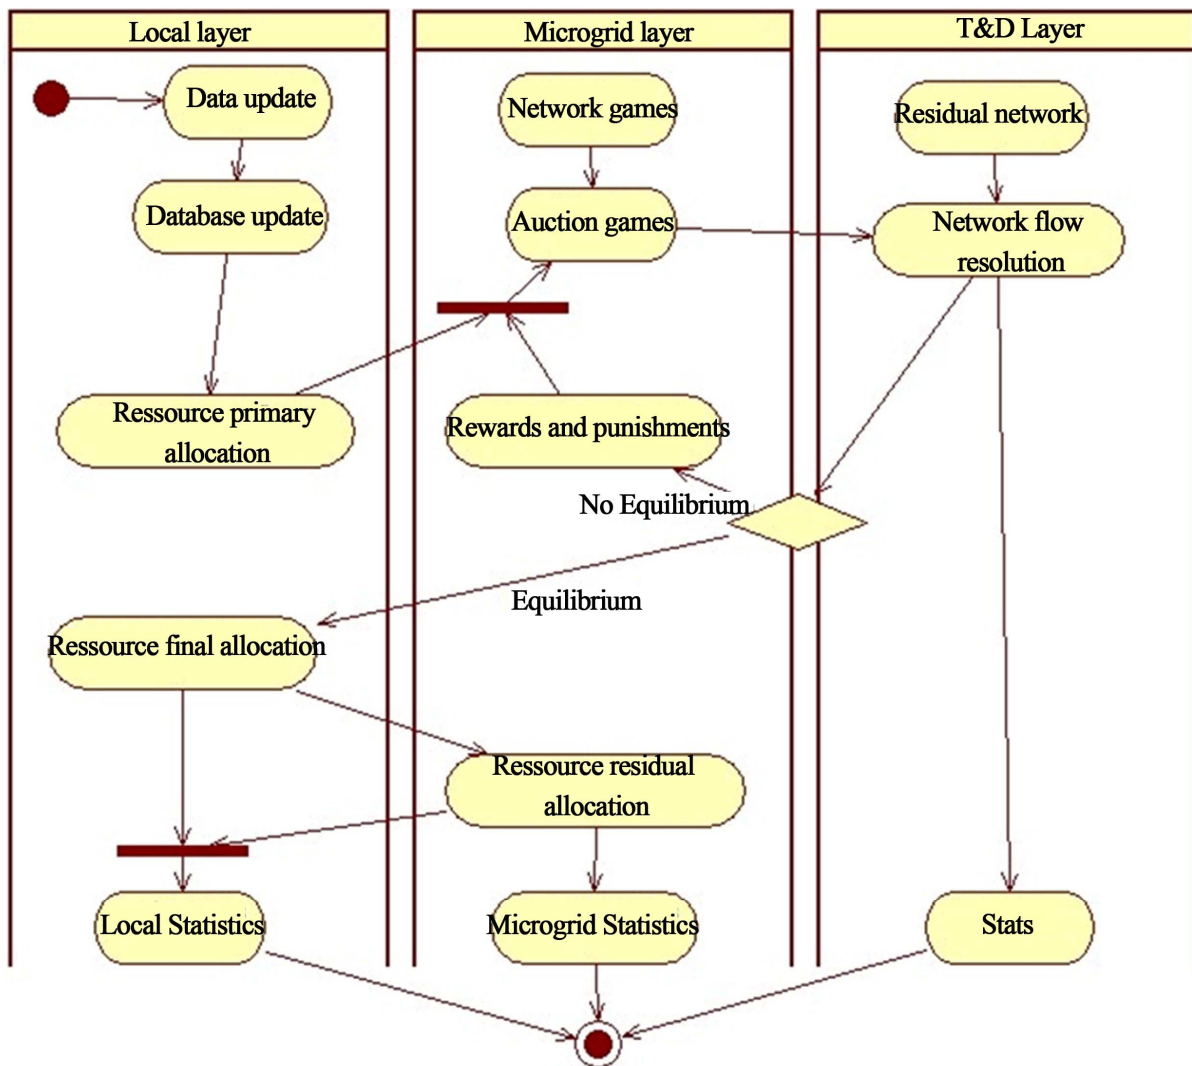 Local layer
Microgrid layer
T&D Layer
Data update
Network games
Residual network
Database update
Auction games
Network flow
resolution
Ressource primary
allocation
Rewards and punishments
No Equilibrium
Equilibrium
Ressource final allocation
Ressource residual
allocation
Local Statistics
Microgrid Statistics
Stats